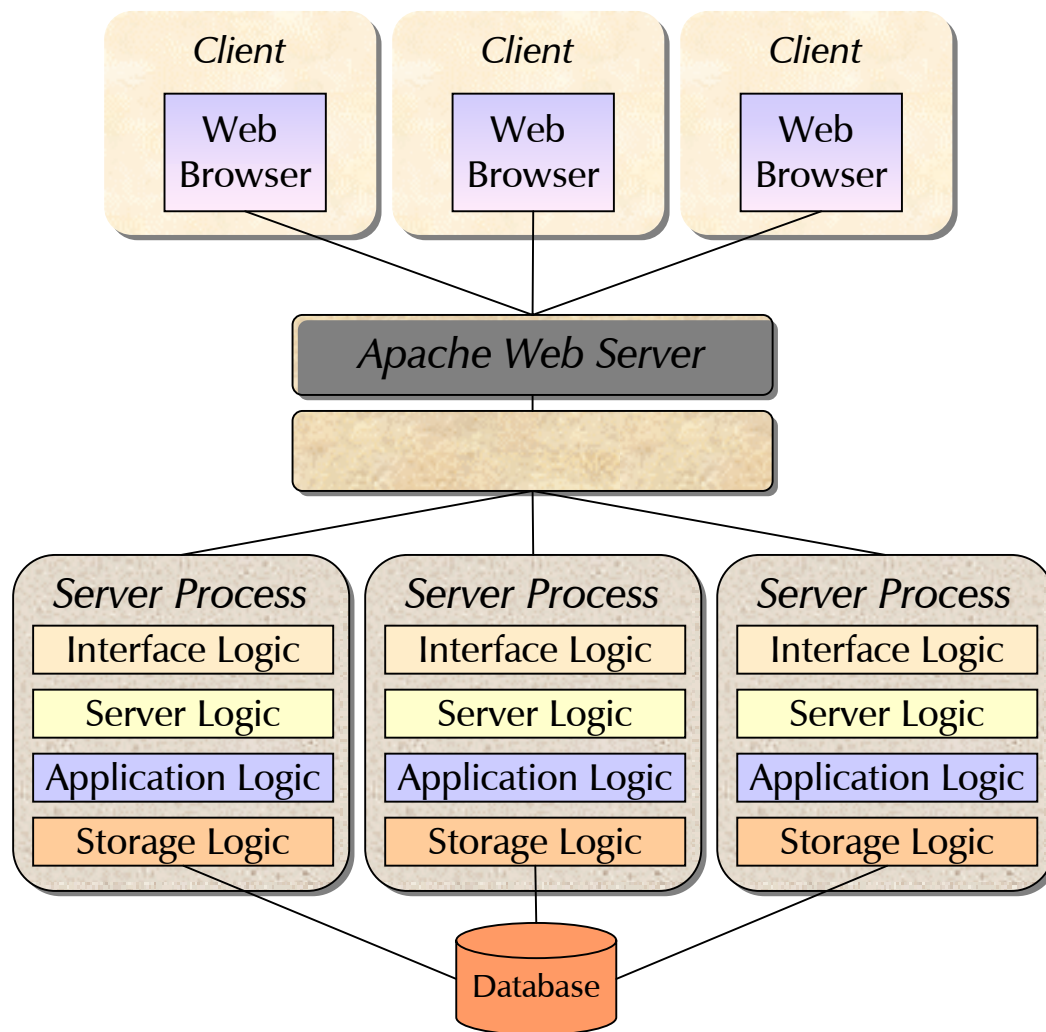 Client
Client
Client
Web
Browser
Web
Browser
Web
Browser
Apache Web Server
Server Process
Interface Logic
Server Logic
Application Logic
Storage Logic
Server Process
Interface Logic
Server Logic
Application Logic
Storage Logic
Server Process
Interface Logic
Server Logic
Application Logic
Storage Logic
Database